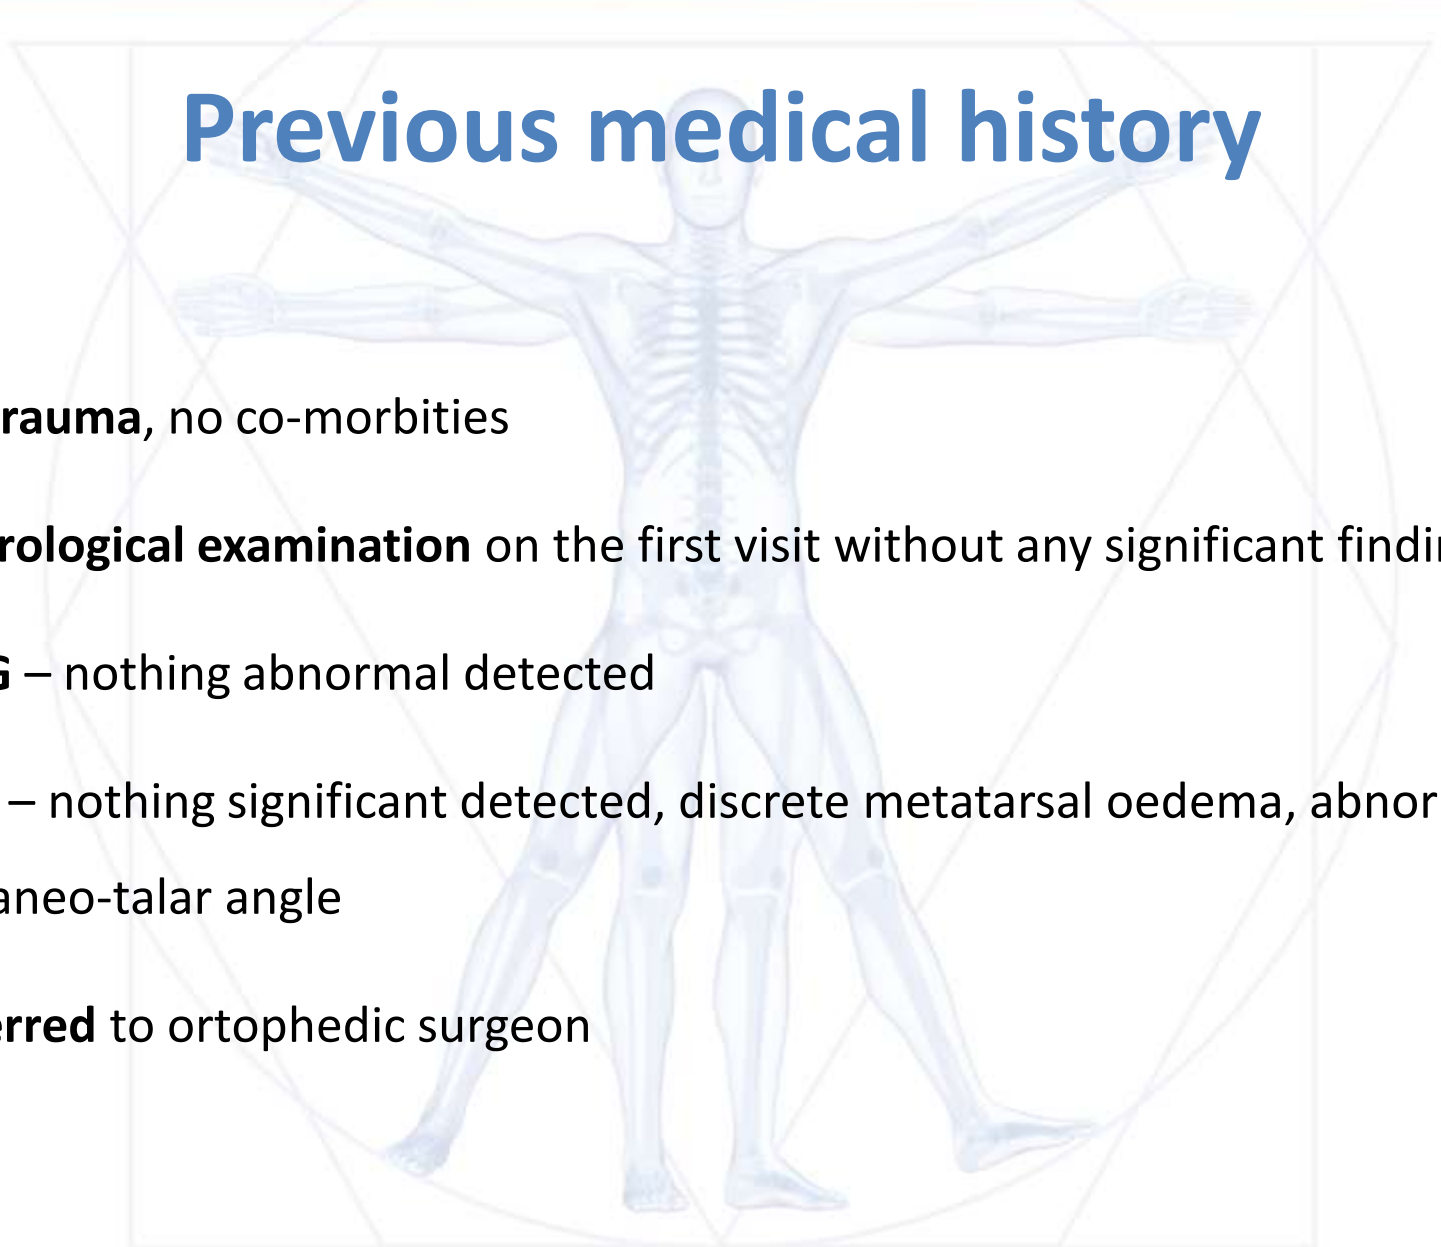 Previous medical history
rauma, no co-morbities
rological examination on the first visit without any significant findin
G – nothing abnormal detected
– nothing significant detected, discrete metatarsal oedema, abnor
aneo-talar angle
erred to ortophedic surgeon